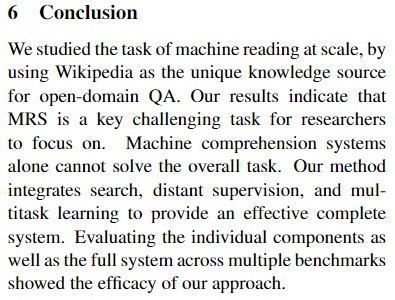 6 Conclusion
We studied the task of machine reading at scale, by
using Wikipedia as the unique knowledge source
for open-domain QA. Our results indicate that
MRS is a key challenging task for researchers
to focus on. Machine comprehension systems
alone cannot solve the overall task. Our method
integrates search, distant supervision, and mul-
titask learning to provide an effective complete
system. Evaluating the individual components as
well as the full system across multiple benchmarks
showed the efficacy of our approach.